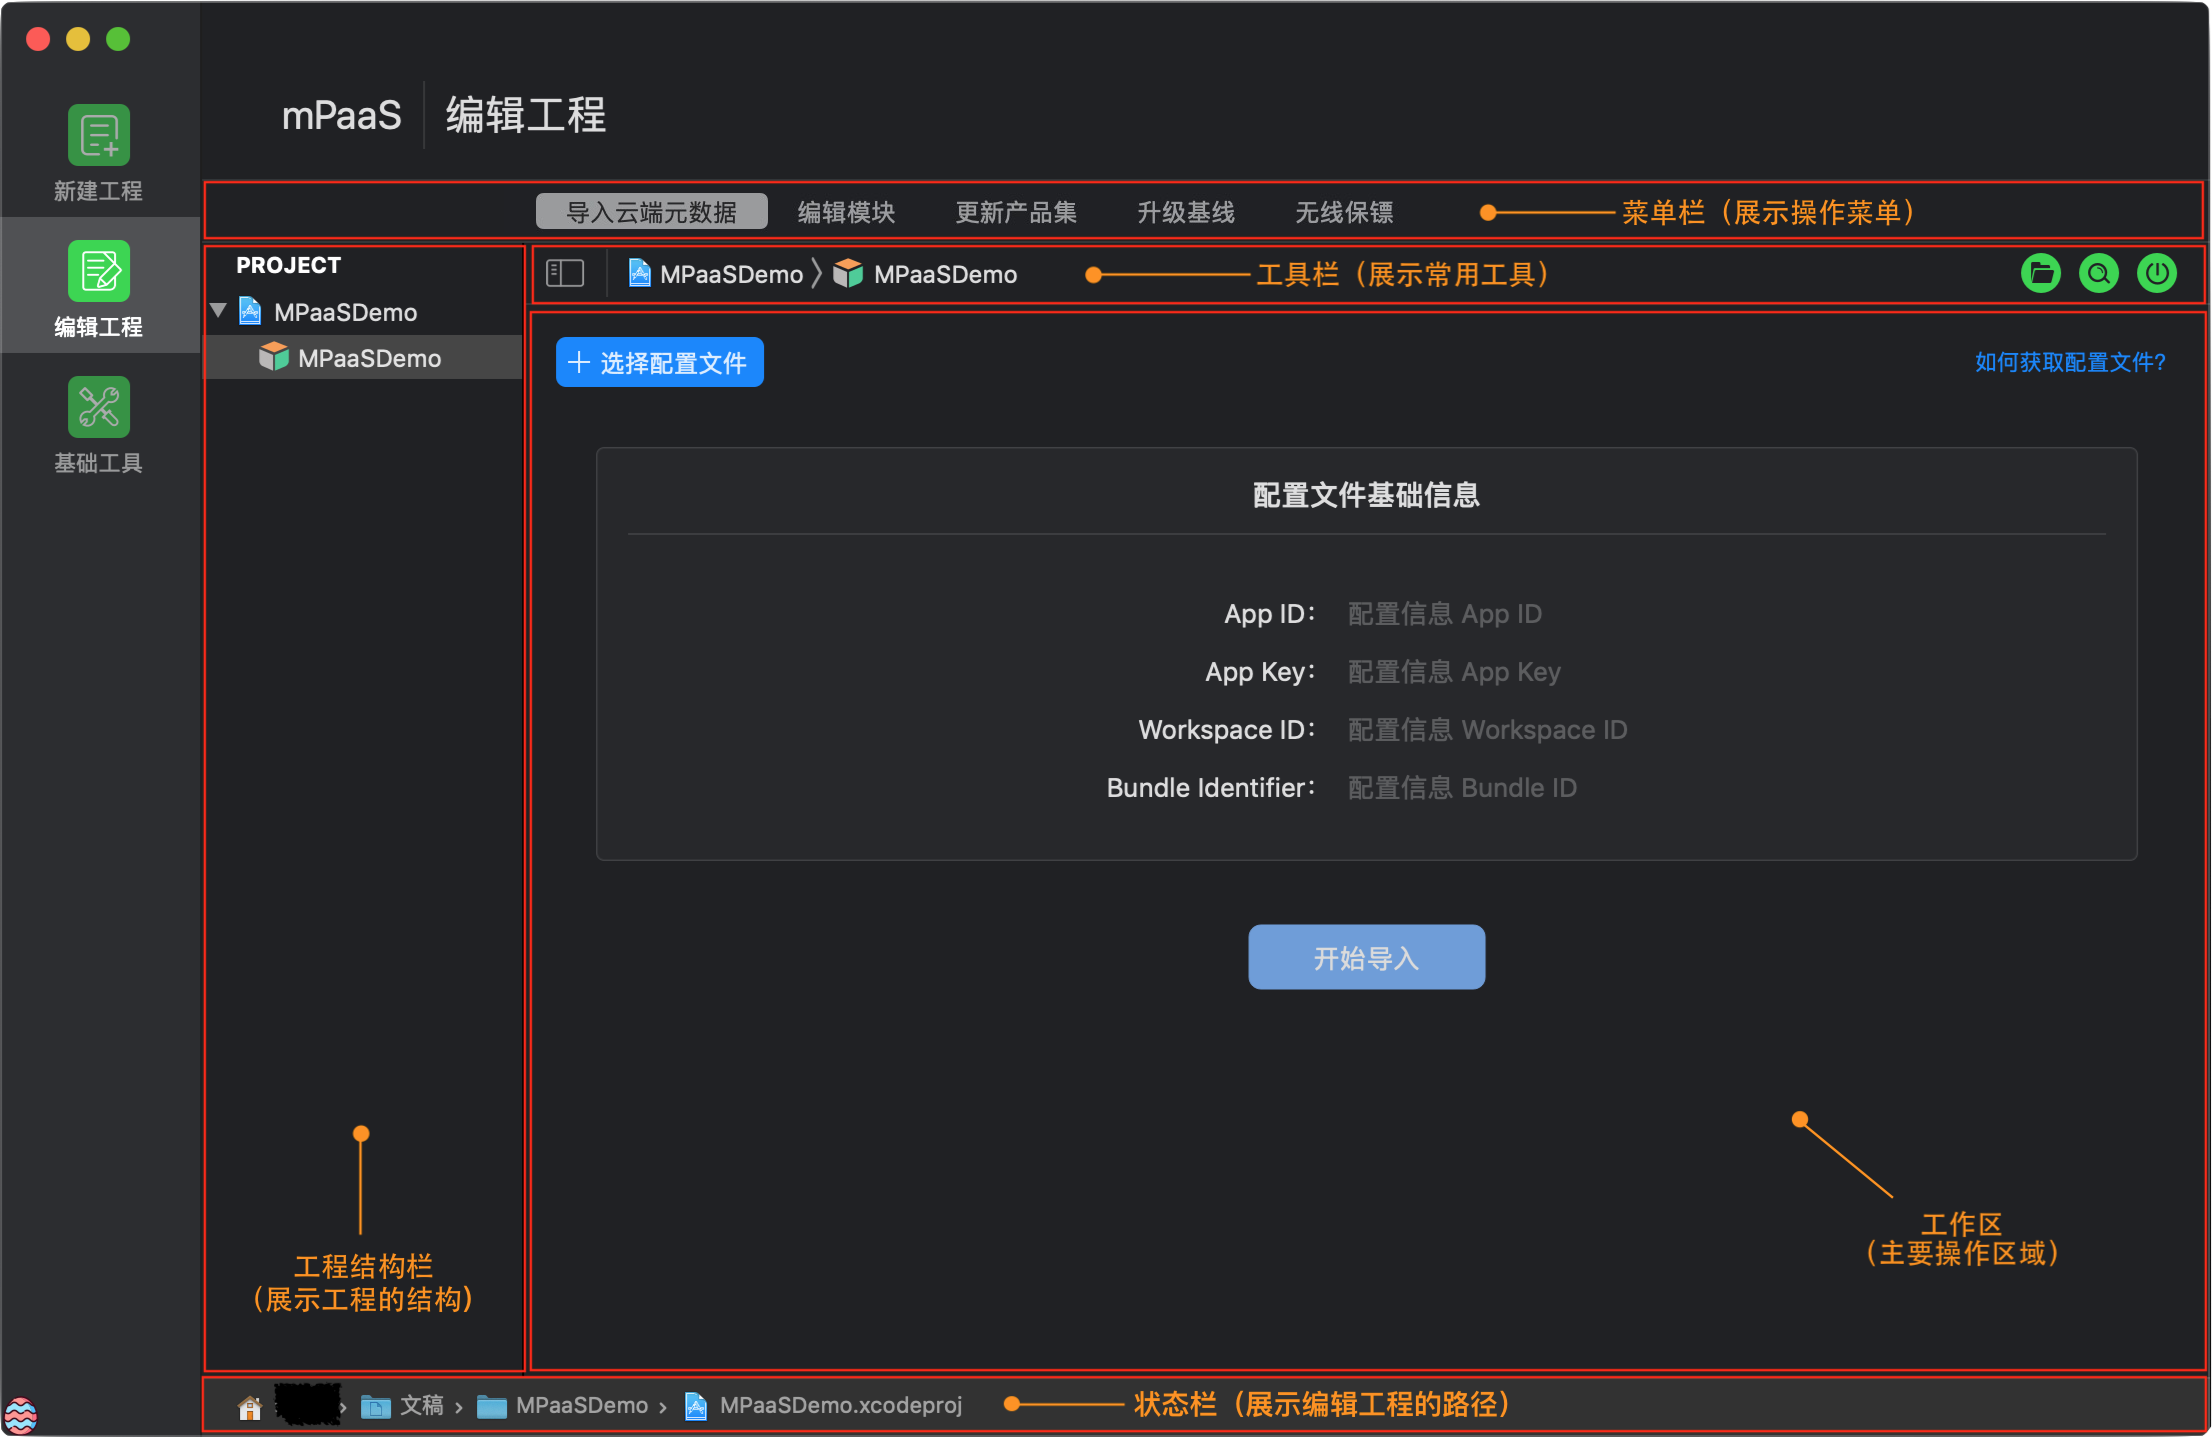 mPaaS 编辑工程
新建工程
编辑工程
基础工具
导入云端元数据 编辑模块 更新产品集 升级基线 无线保镖 菜单栏（展示操作菜单）
PROJECT
MPaaSDemo
MPaaSDemo
MPaaSDemo MPaaSDemo 工具栏（展示常用工具）
选择配置文件 如何获取配置文件?
配置文件基础信息
App ID： 配置信息 App ID
App Key： 配置信息 App Key
Workspace ID： 配置信息 Workspace ID
Bundle Identifier： 配置信息 Bundle ID
开始导入
工程结构栏
（展示工程的结构）
工作区
（主要操作区域）
文稿 › MPaaSDemo › MPaaSDemo.xcodeproj 状态栏（展示编辑工程的路径）